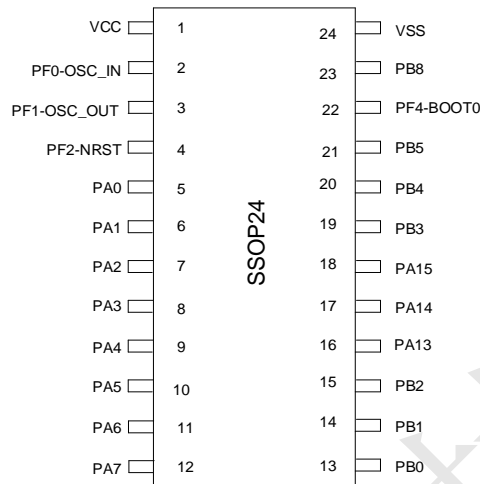 VCC 1 24 VSS
PF0-OSC_IN 2 23 PB8
PF1-OSC_OUT 3 22 PF4-BOOT0
PF2-NRST 4 21 PB5
PA0 5 20 PB4
PA1 6 19 PB3
PA2 7 18 PA15
PA3 8 17 PA14
PA4 9 16 PA13
PA5 10 15 PB2
PA6 11 14 PB1
PA7 12 13 PB0
SSOP24